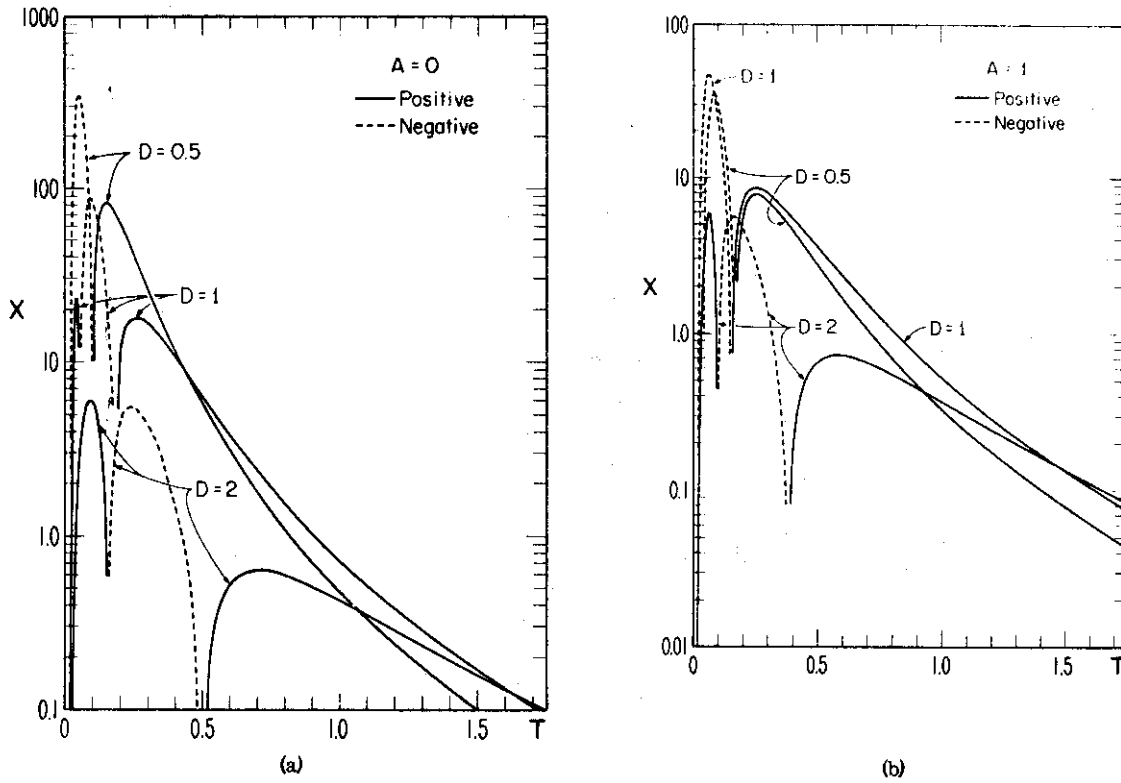 1000
100
10
1.0
0.1
X
A = 0
Positive
Negative
D = 0.5
D = 1
D = 2
0
0.5
1.0
1.5
T
(a)
100
10.0
1.0
0.1
0.01
X
D = 1
A = 1
Positive
Negative
D = 0.5
D = 2
D = 1
0
0.5
1.0
1.5
T
(b)